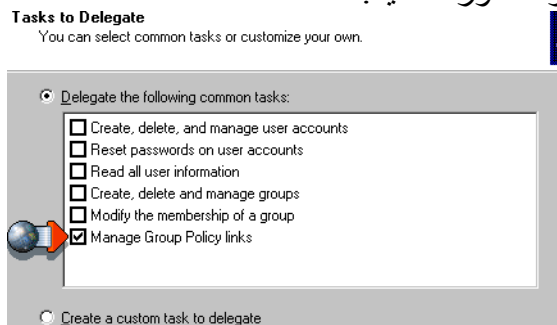 Tasks to Delegate
You can select common tasks or customize your own.
Delegate the following common tasks:
Create, delete, and manage user accounts
Reset passwords on user accounts
Read all user information
Create, delete and manage groups
Modify the membership of a group
Manage Group Policy links
Create a custom task to delegate